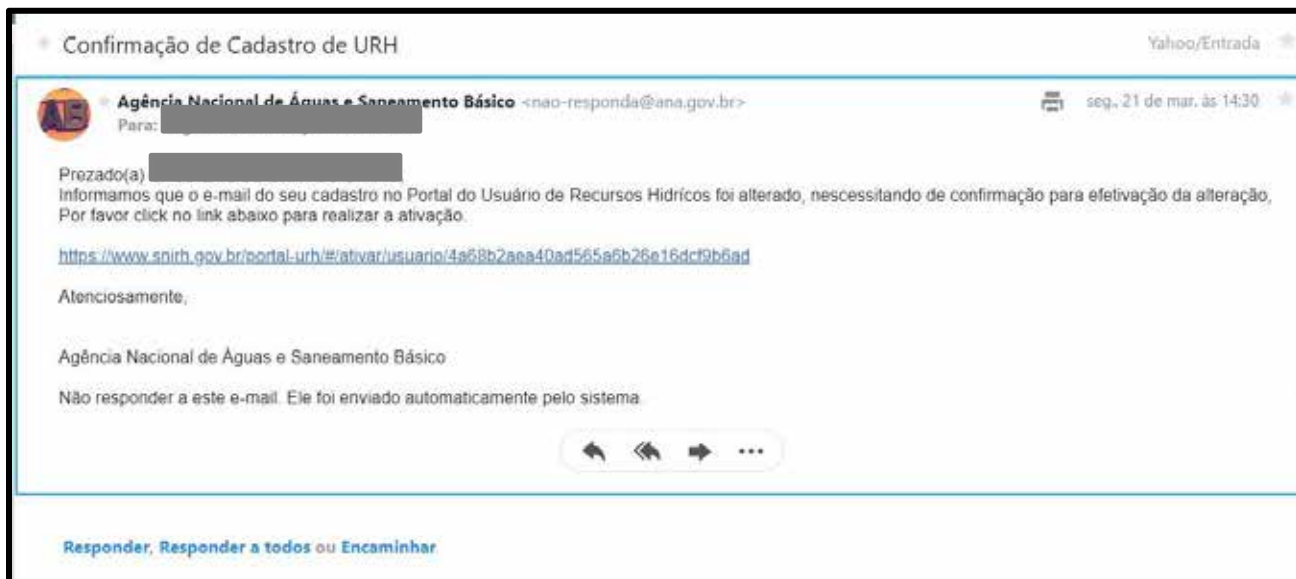 Confirmação de Cadastro de URH
Yahoo/Entrada
AB
Agência Nacional de Águas e Saneamento Básico <nao-responda@ana.gov.br>
seg., 21 de mar. às 14:30
Para:
Prezado(a)
Informamos que o e-mail do seu cadastro no Portal do Usuário de Recursos Hidrícos foi alterado, nescessitando de confirmação para efetivação da alteração,
Por favor click no link abaixo para realizar a ativação.
https://www.snirh.gov.br/portal-urh/#/ativar/usuario/4a68b2aea40ad565a6b26e16dcf9b6ad
Atenciosamente,
Agência Nacional de Águas e Saneamento Básico
Não responder a este e-mail. Ele foi enviado automaticamente pelo sistema.
Responder, Responder a todos ou Encaminhar